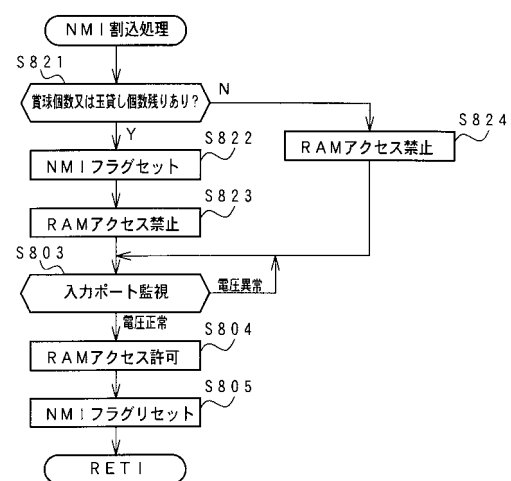 NMI割込処理
S821
賞球個数又は玉貸し個数残りあり?
N
Y
S822
NMIフラグセット
S824
RAMアクセス禁止
S823
RAMアクセス禁止
S803
入力ポート監視
電圧異常
電圧正常
S804
RAMアクセス許可
S805
NMIフラグリセット
RETI